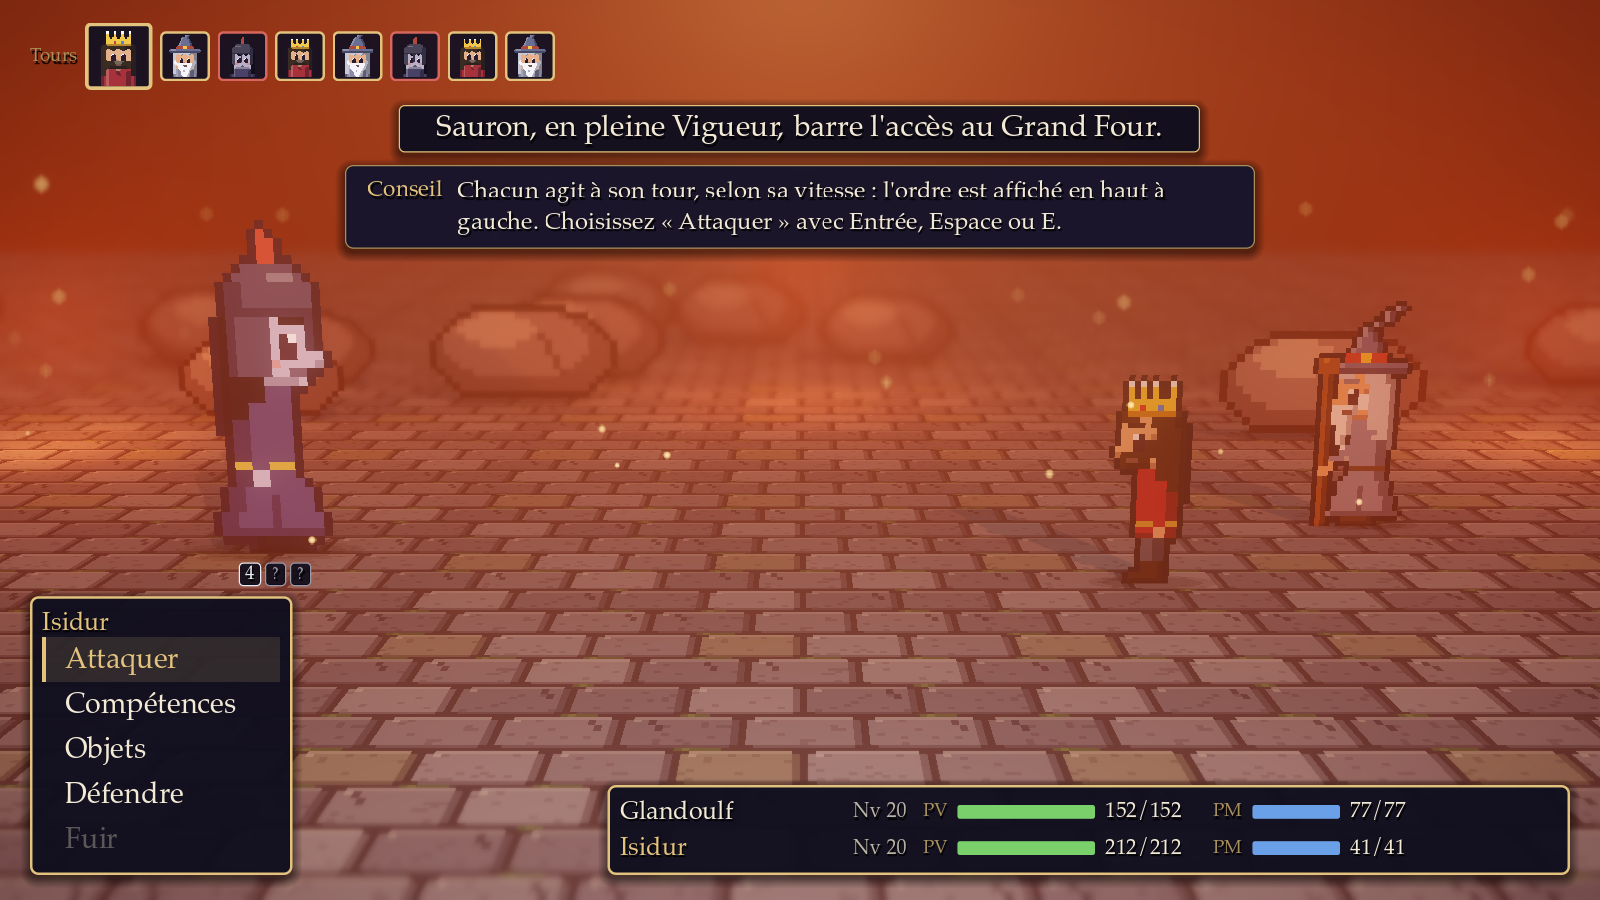 Tours
Sauron, en pleine Vigueur, barre l'accès au Grand Four.
Conseil Chacun agit à son tour, selon sa vitesse : l'ordre est affiché en haut à
gauche. Choisissez « Attaquer » avec Entrée, Espace ou E.
4 ? ?
Isidur
Attaquer
Compétences
Objets
Défendre
Fuir
Glandoulf Nv 20 PV 152/152 PM 77/77
Isidur Nv 20 PV 212/212 PM 41/41